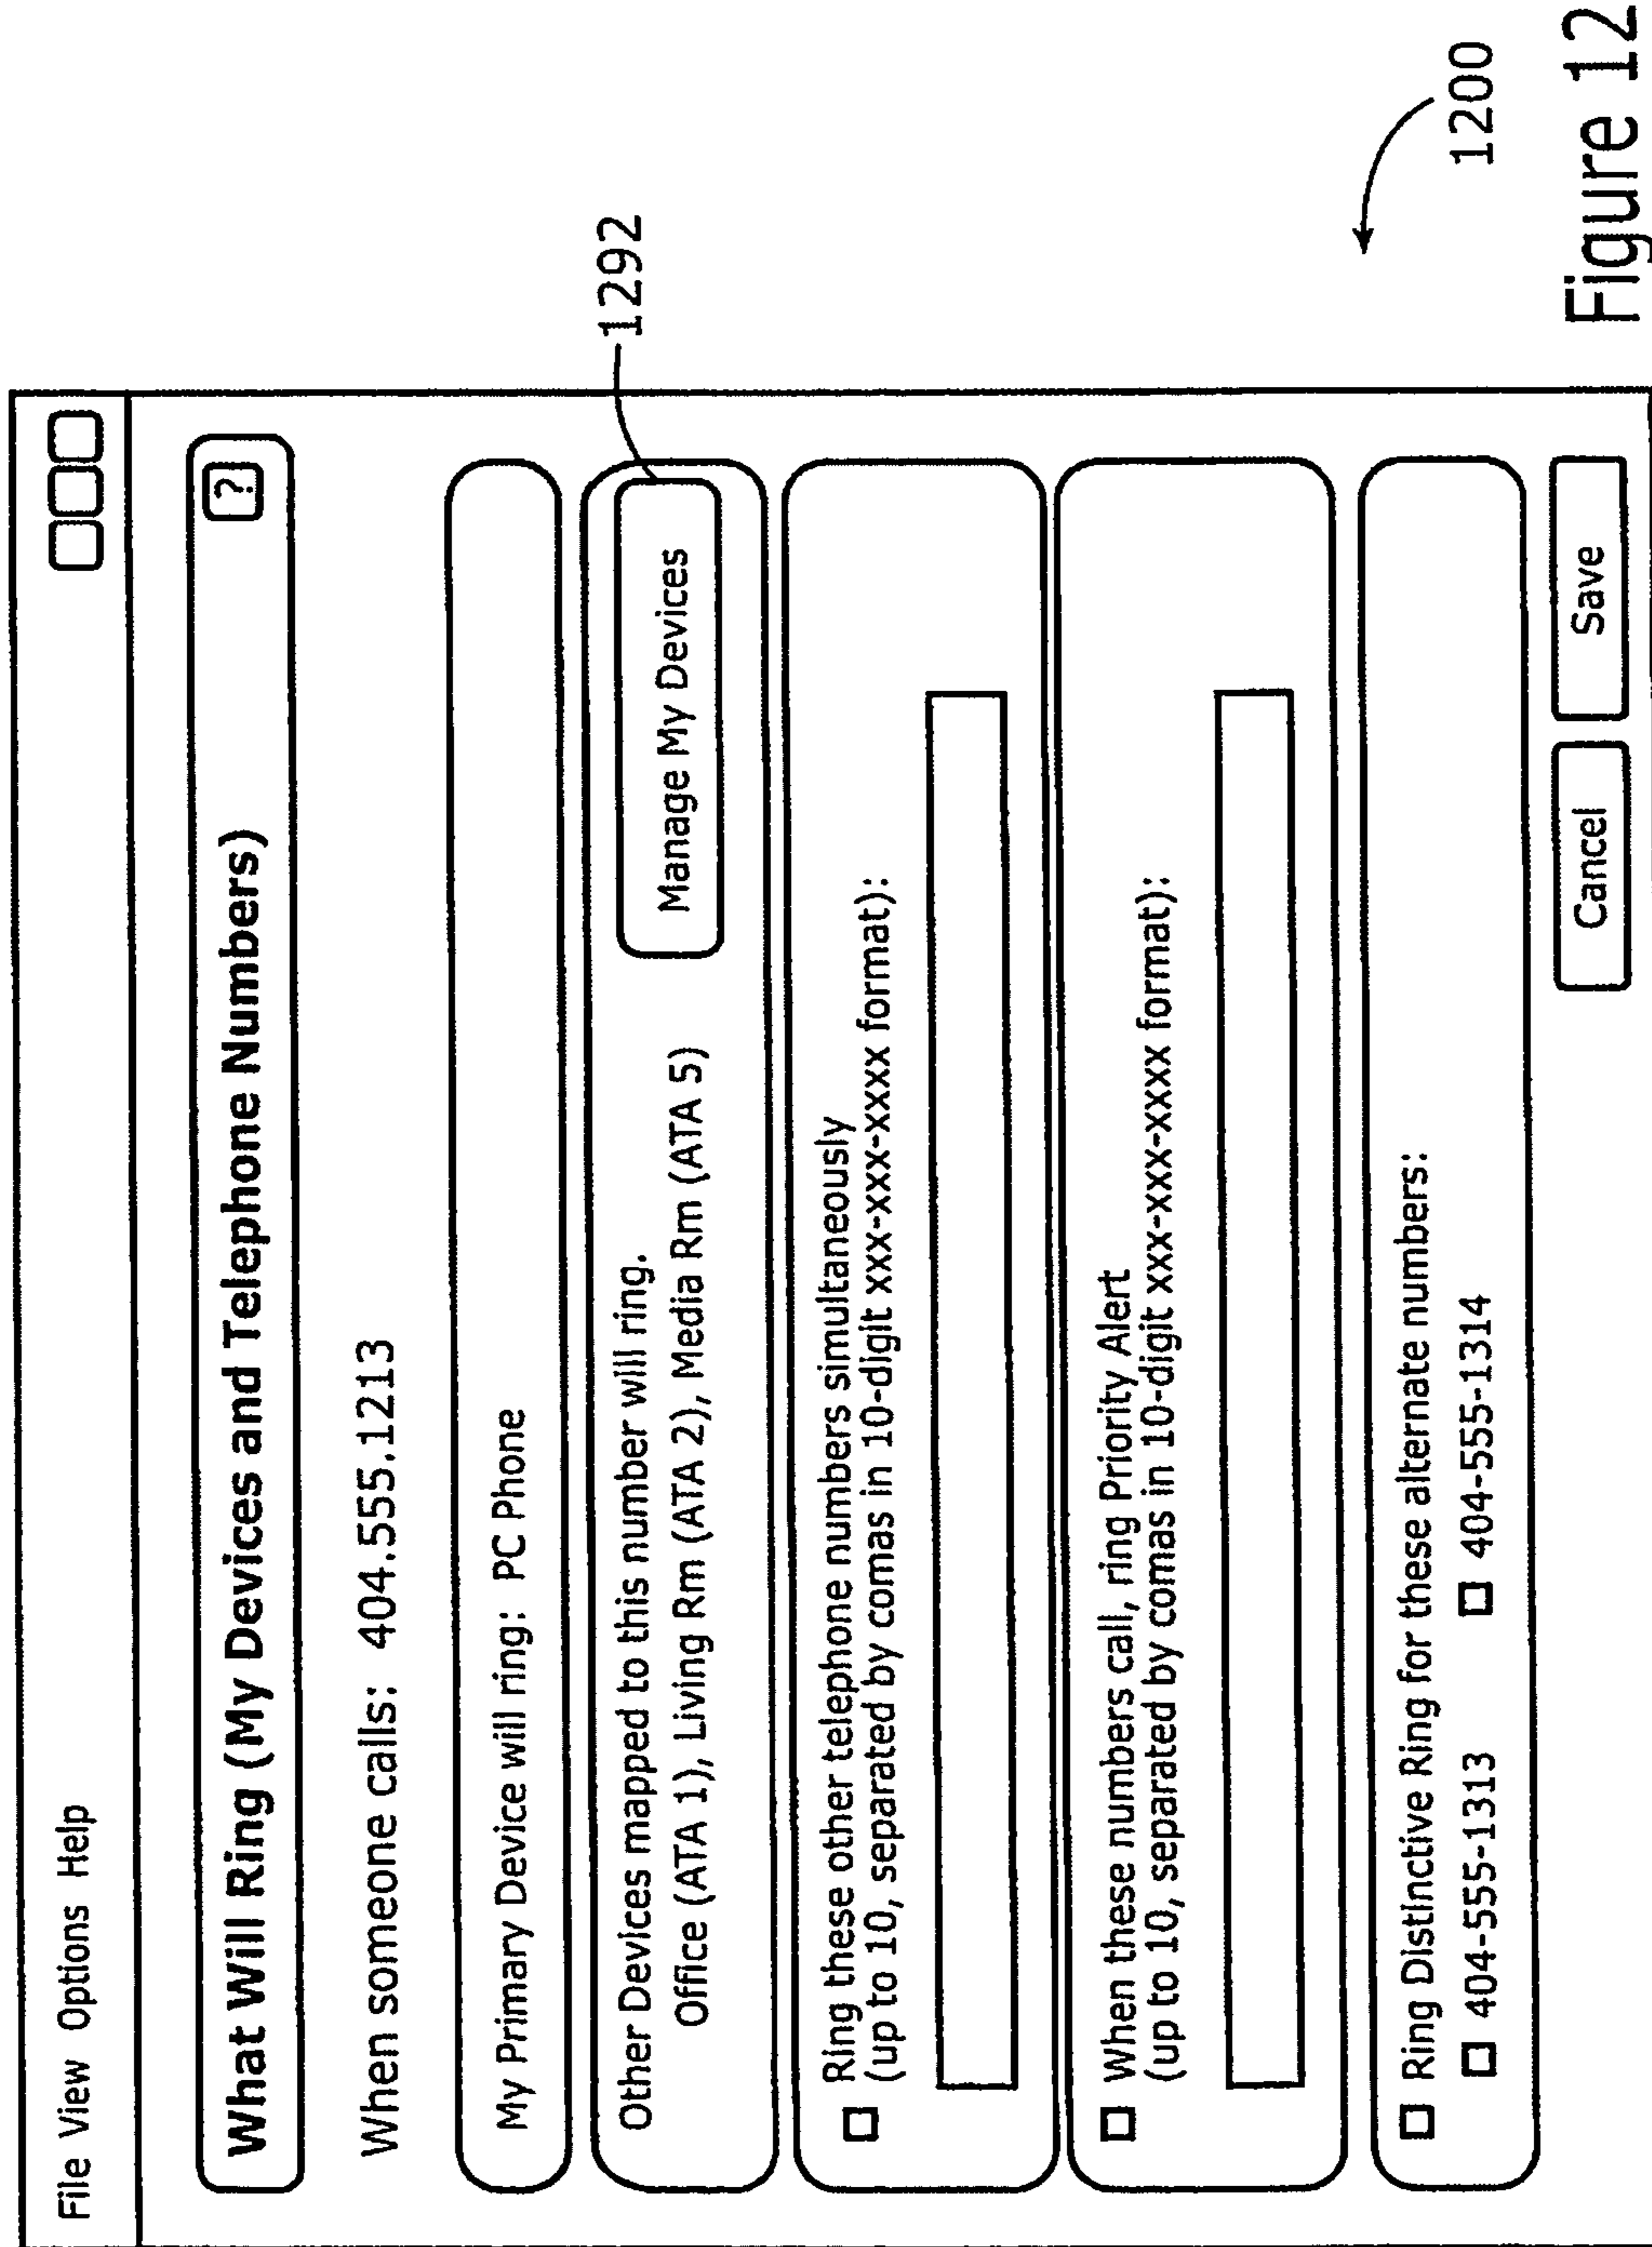 File View Options Help
What Will Ring (My Devices and Telephone Numbers)
?
When someone calls: 404.555.1213
My Primary Device will ring: PC Phone
Other Devices mapped to this number will ring.
Office (ATA 1), Living Rm (ATA 2), Media Rm (ATA 5)
Manage My Devices
1292
Ring these other telephone numbers simultaneously
(up to 10, separated by comas in 10-digit xxx-xxx-xxxx format):
When these numbers call, ring Priority Alert
(up to 10, separated by comas in 10-digit xxx-xxx-xxxx format):
Ring Distinctive Ring for these alternate numbers:
404-555-1313 404-555-1314
Cancel Save
1200
Figure 12